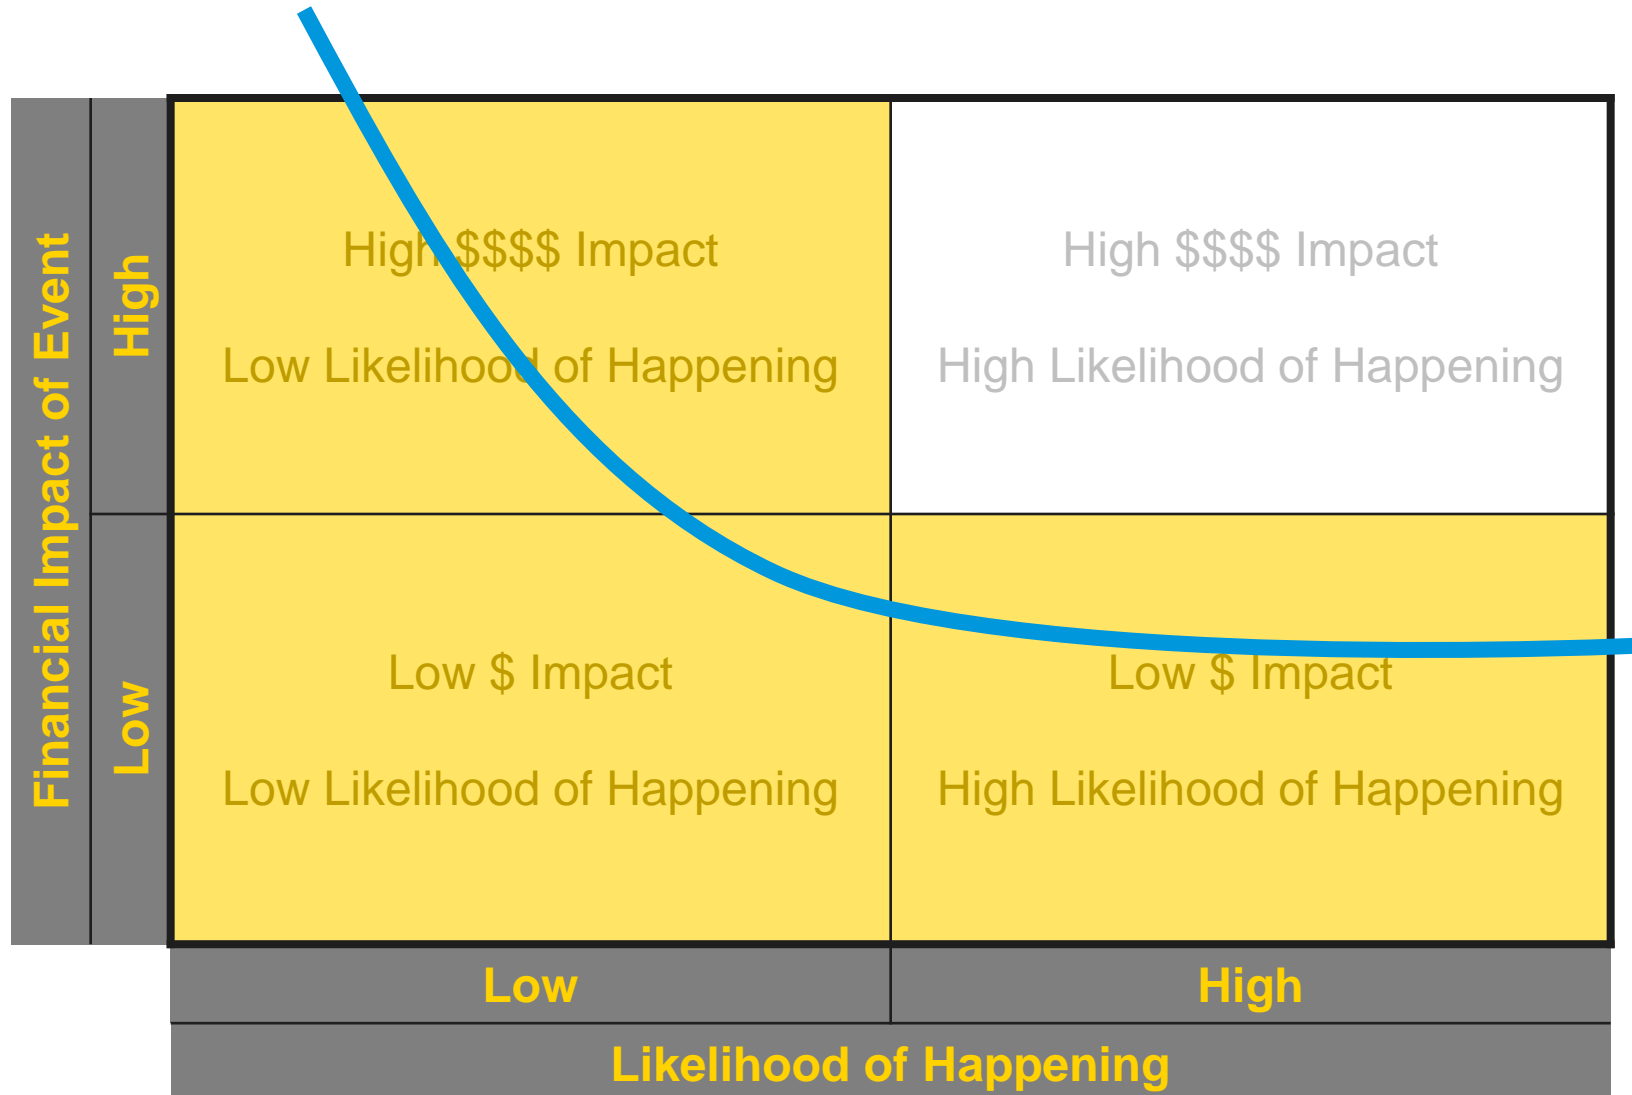 Financial Impact of Event
High
High $$$$ Impact
Low Likelihood of Happening
High $$$$ Impact
High Likelihood of Happening
Low
Low $ Impact
Low Likelihood of Happening
Low $ Impact
High Likelihood of Happening
Low
High
Likelihood of Happening